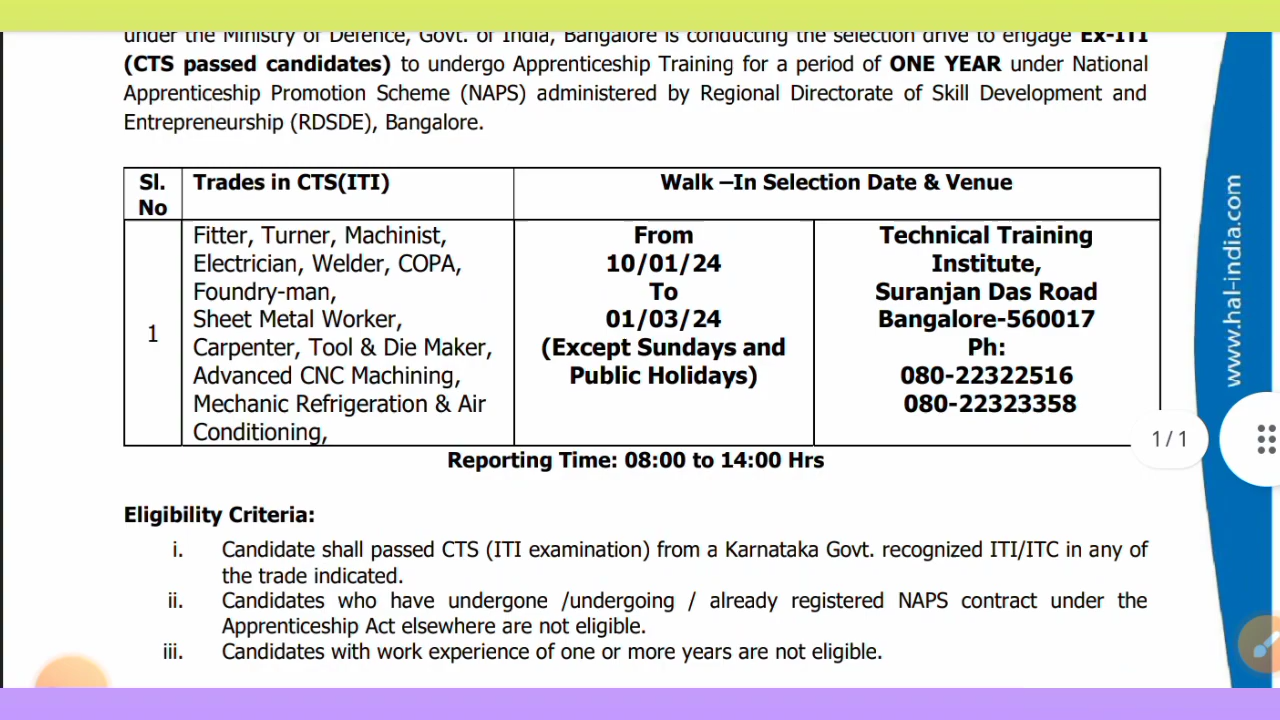 under the Ministry of Defence, Govt. of India, Bangalore is conducting the selection drive to engage Ex-ITI
(CTS passed candidates) to undergo Apprenticeship Training for a period of ONE YEAR under National
Apprenticeship Promotion Scheme (NAPS) administered by Regional Directorate of Skill Development and
Entrepreneurship (RDSDE), Bangalore.
Sl.
No
Trades in CTS(ITI)
Walk –In Selection Date & Venue
1
Fitter, Turner, Machinist,
Electrician, Welder, COPA,
Foundry-man,
Sheet Metal Worker,
Carpenter, Tool & Die Maker,
Advanced CNC Machining,
Mechanic Refrigeration & Air
Conditioning,
From
10/01/24
To
01/03/24
(Except Sundays and
Public Holidays)
Technical Training
Institute,
Suranjan Das Road
Bangalore-560017
Ph:
080-22322516
080-22323358
Reporting Time: 08:00 to 14:00 Hrs
Eligibility Criteria:
i. Candidate shall passed CTS (ITI examination) from a Karnataka Govt. recognized ITI/ITC in any of
the trade indicated.
ii. Candidates who have undergone /undergoing / already registered NAPS contract under the
Apprenticeship Act elsewhere are not eligible.
iii. Candidates with work experience of one or more years are not eligible.
www.hal-india.com
1/1